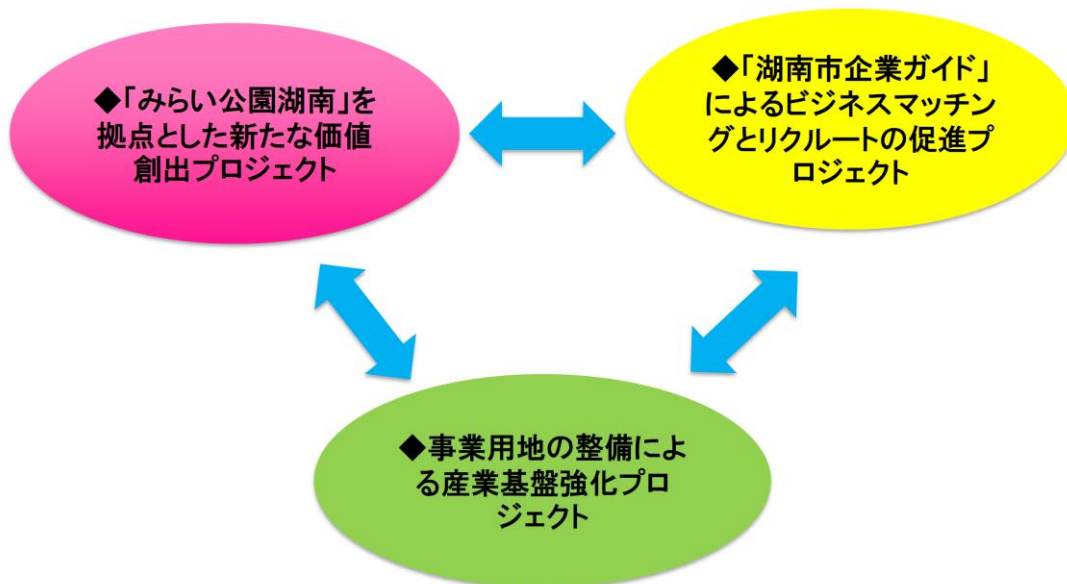 ◆「みらい公園湖南」を
拠点とした新たな価値
創出プロジェクト
◆「湖南市企業ガイド」
によるビジネスマッチン
グとリクルートの促進プ
ロジェクト
◆事業用地の整備によ
る産業基盤強化プロ
ジェクト